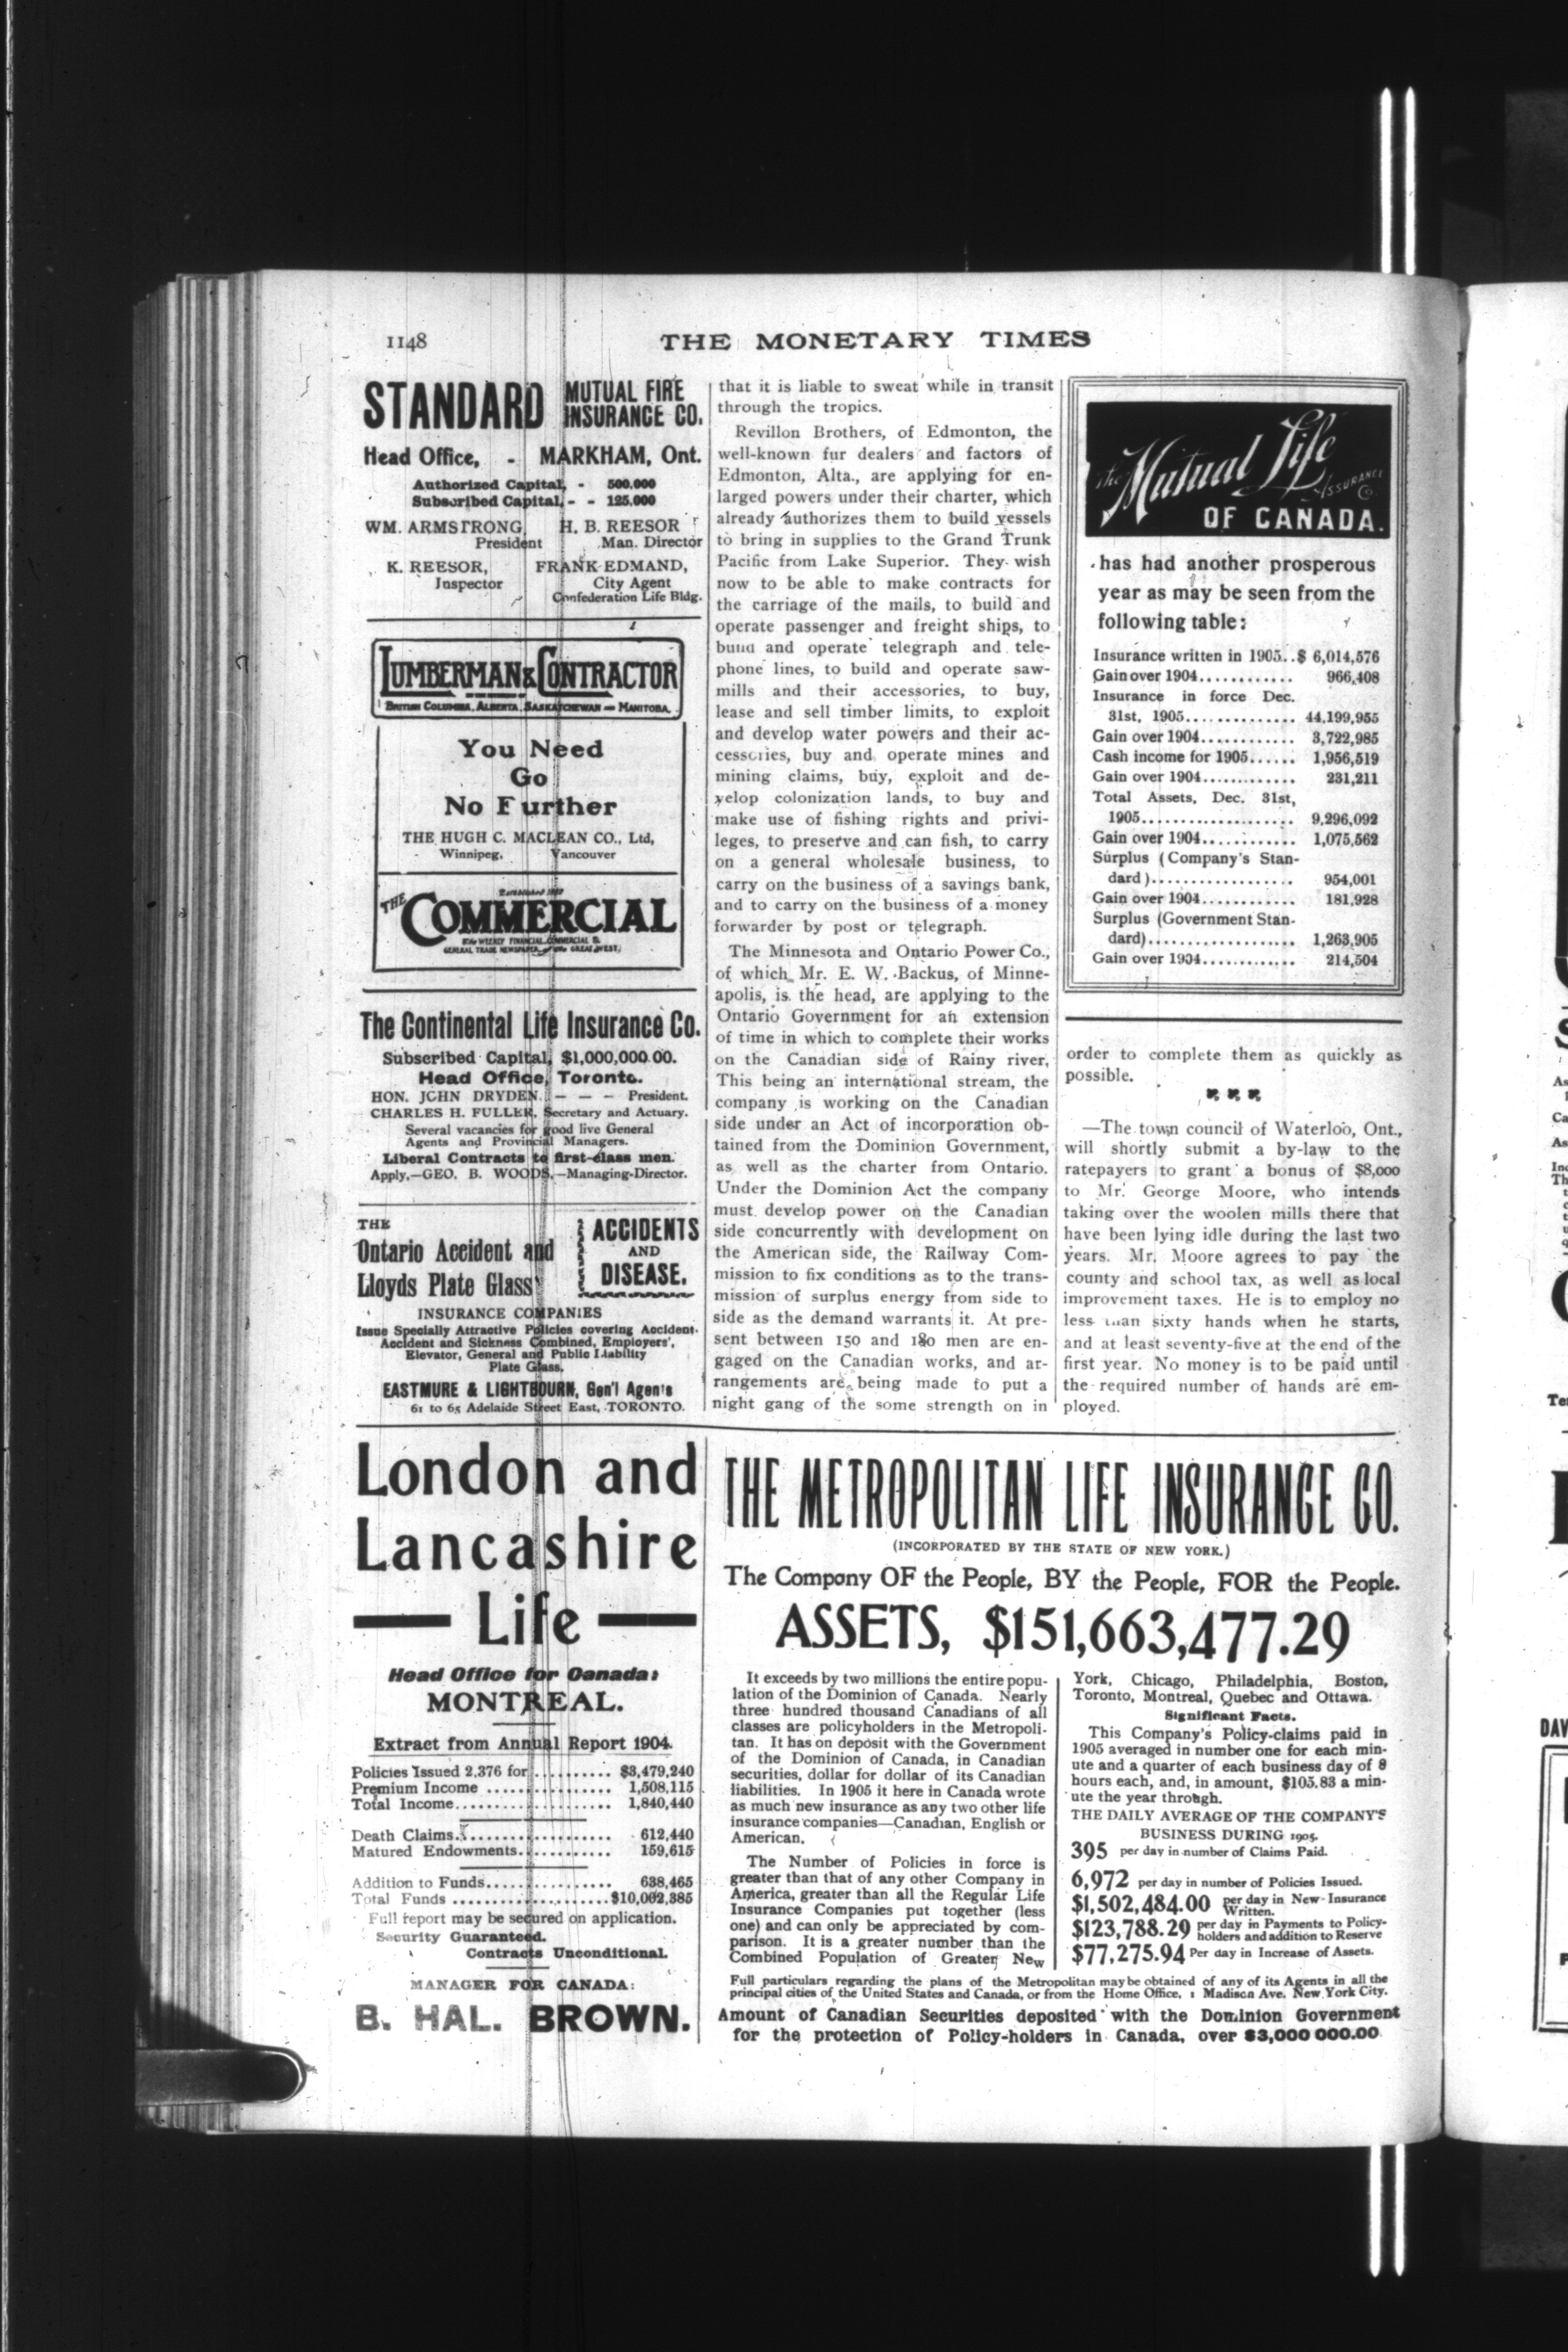 1148
THE MONETARY TIMES
STANDARD MUTUAL FIRE INSURANCE CO.
Head Office, - MARKHAM, Ont.
Authorized Capital, - 500.000
Subscribed Capital, - - 125.000
WM. ARMSTRONG, H. B. REESOR
President Man. Director
K. REESOR, FRANK EDMAND,
Inspector City Agent
Confederation Life Bldg.
LUMBERMAN & CONTRACTOR
BRITISH COLUMBIA, ALBERTA, SASKATCHEWAN AND MANITOBA.
You Need
Go
No Further
THE HUGH C. MACLEAN CO., Ltd,
Winnipeg, Vancouver
THE COMMERCIAL
The Continental Life Insurance Co.
Subscribed Capital, $1,000,000.00.
Head Office, Toronto.
HON. JOHN DRYDEN - - - President.
CHARLES H. FULLER, Secretary and Actuary.
Several vacancies for good live General
Agents and Provincial Managers.
Liberal Contracts to first-class men.
Apply,—GEO. B. WOODS,—Managing-Director.
THE
Ontario Accident and
Lloyds Plate Glass
ACCIDENTS
AND
DISEASE.
INSURANCE COMPANIES
Issue Specially Attractive Policies covering Accident.
Accident and Sickness Combined, Employers',
Elevator, General and Public Liability
Plate Glass.
EASTMURE & LIGHTBOURN, Gen'l Agents
61 to 65 Adelaide Street East, TORONTO.
that it is liable to sweat while in transit
through the tropics.
Revillon Brothers, of Edmonton, the
well-known fur dealers and factors of
Edmonton, Alta., are applying for en-
larged powers under their charter, which
already authorizes them to build vessels
to bring in supplies to the Grand Trunk
Pacific from Lake Superior. They wish
now to be able to make contracts for
the carriage of the mails, to build and
operate passenger and freight ships, to
build and operate telegraph and tele-
phone lines, to build and operate saw-
mills and their accessories, to buy,
lease and sell timber limits, to exploit
and develop water powers and their ac-
cessories, buy and operate mines and
mining claims, buy, exploit and de-
velop colonization lands, to buy and
make use of fishing rights and privi-
leges, to preserve and can fish, to carry
on a general wholesale business, to
carry on the business of a savings bank,
and to carry on the business of a money
forwarder by post or telegraph.
The Minnesota and Ontario Power Co.,
of which Mr. E. W. Backus, of Minne-
apolis, is the head, are applying to the
Ontario Government for an extension
of time in which to complete their works
on the Canadian side of Rainy river.
This being an international stream, the
company is working on the Canadian
side under an Act of incorporation ob-
tained from the Dominion Government,
as well as the charter from Ontario.
Under the Dominion Act the company
must develop power on the Canadian
side concurrently with development on
the American side, the Railway Com-
mission to fix conditions as to the trans-
mission of surplus energy from side to
side as the demand warrants it. At pre-
sent between 150 and 180 men are en-
gaged on the Canadian works, and ar-
rangements are being made to put a
night gang of the some strength on in
the Mutual Life
ASSURANCE CO.
OF CANADA.
has had another prosperous
year as may be seen from the
following table:
Insurance written in 1905..$ 6,014,576
Gain over 1904............ 966,408
Insurance in force Dec.
31st, 1905.............. 44,199,955
Gain over 1904............ 3,722,985
Cash income for 1905...... 1,956,519
Gain over 1904............ 231,211
Total Assets, Dec. 31st,
1905.................... 9,296,092
Gain over 1904............ 1,075,562
Surplus (Company's Stan-
dard).................. 954,001
Gain over 1904............ 181,928
Surplus (Government Stan-
dard).................. 1,263,905
Gain over 1904............ 214,504
order to complete them as quickly as
possible.
—The town council of Waterloo, Ont.,
will shortly submit a by-law to the
ratepayers to grant a bonus of $8,000
to Mr. George Moore, who intends
taking over the woolen mills there that
have been lying idle during the last two
years. Mr. Moore agrees to pay the
county and school tax, as well as local
improvement taxes. He is to employ no
less than sixty hands when he starts,
and at least seventy-five at the end of the
first year. No money is to be paid until
the required number of hands are em-
ployed.
London and
Lancashire
Life
Head Office for Canada:
MONTREAL.
Extract from Annual Report 1904.
Policies Issued 2,376 for .......... $3,479,240
Premium Income ................ 1,508,115
Total Income.................... 1,840,440
Death Claims.................... 612,440
Matured Endowments............ 159,615
Addition to Funds................ 638,465
Total Funds ....................$10,002,385
Full report may be secured on application.
Security Guaranteed.
Contracts Unconditional.
MANAGER FOR CANADA:
B. HAL. BROWN.
THE METROPOLITAN LIFE INSURANCE CO.
(INCORPORATED BY THE STATE OF NEW YORK.)
The Company OF the People, BY the People, FOR the People.
ASSETS, $151,663,477.29
It exceeds by two millions the entire popu-
lation of the Dominion of Canada. Nearly
three hundred thousand Canadians of all
classes are policyholders in the Metropoli-
tan. It has on deposit with the Government
of the Dominion of Canada, in Canadian
securities, dollar for dollar of its Canadian
liabilities. In 1905 it here in Canada wrote
as much new insurance as any two other life
insurance companies—Canadian, English or
American.
The Number of Policies in force is
greater than that of any other Company in
America, greater than all the Regular Life
Insurance Companies put together (less
one) and can only be appreciated by com-
parison. It is a greater number than the
Combined Population of Greater New
York, Chicago, Philadelphia, Boston,
Toronto, Montreal, Quebec and Ottawa.
Significant Facts.
This Company's Policy-claims paid in
1905 averaged in number one for each min-
ute and a quarter of each business day of 8
hours each, and, in amount, $105.83 a min-
ute the year through.
THE DAILY AVERAGE OF THE COMPANY'S
BUSINESS DURING 1905.
395 per day in number of Claims Paid.
6,972 per day in number of Policies Issued.
$1,502,484.00 per day in New Insurance Written.
$123,788.29 per day in Payments to Policy-holders and addition to Reserve
$77,275.94 Per day in Increase of Assets.
Full particulars regarding the plans of the Metropolitan may be obtained of any of its Agents in all the
principal cities of the United States and Canada, or from the Home Office, 1 Madison Ave. New York City.
Amount of Canadian Securities deposited with the Dominion Government
for the protection of Policy-holders in Canada, over $3,000 000.00